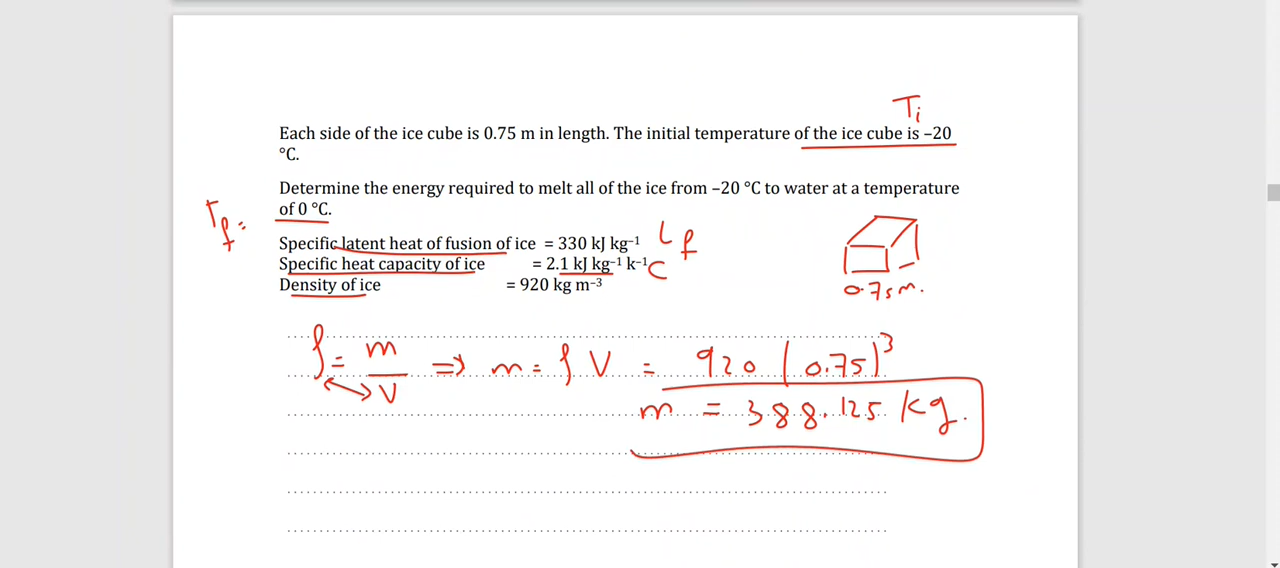 Tᵢ
Each side of the ice cube is 0.75 m in length. The initial temperature of the ice cube is –20
°C.
Determine the energy required to melt all of the ice from –20 °C to water at a temperature
of 0 °C.
T_f =
Specific latent heat of fusion of ice = 330 kJ kg⁻¹ L_f
Specific heat capacity of ice = 2.1 kJ kg⁻¹ k⁻¹ C
Density of ice = 920 kg m⁻³
0.75m.
ρ = m/V ⇒ m = ρ V = 920 (0.75)³
m = 388.125 kg.